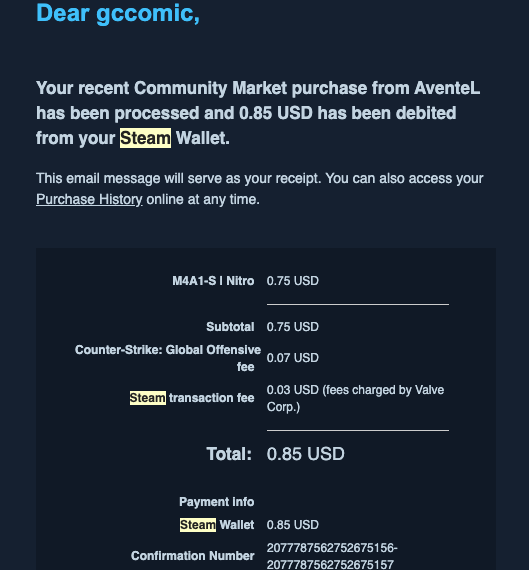 Dear gccomic,
Your recent Community Market purchase from AventeL
has been processed and 0.85 USD has been debited
from your Steam Wallet.
This email message will serve as your receipt. You can also access your
Purchase History online at any time.
M4A1-S | Nitro 0.75 USD
Subtotal 0.75 USD
Counter-Strike: Global Offensive
fee 0.07 USD
Steam transaction fee 0.03 USD (fees charged by Valve
Corp.)
Total: 0.85 USD
Payment info
Steam Wallet 0.85 USD
Confirmation Number 2077787562752675156-
2077787562752675157